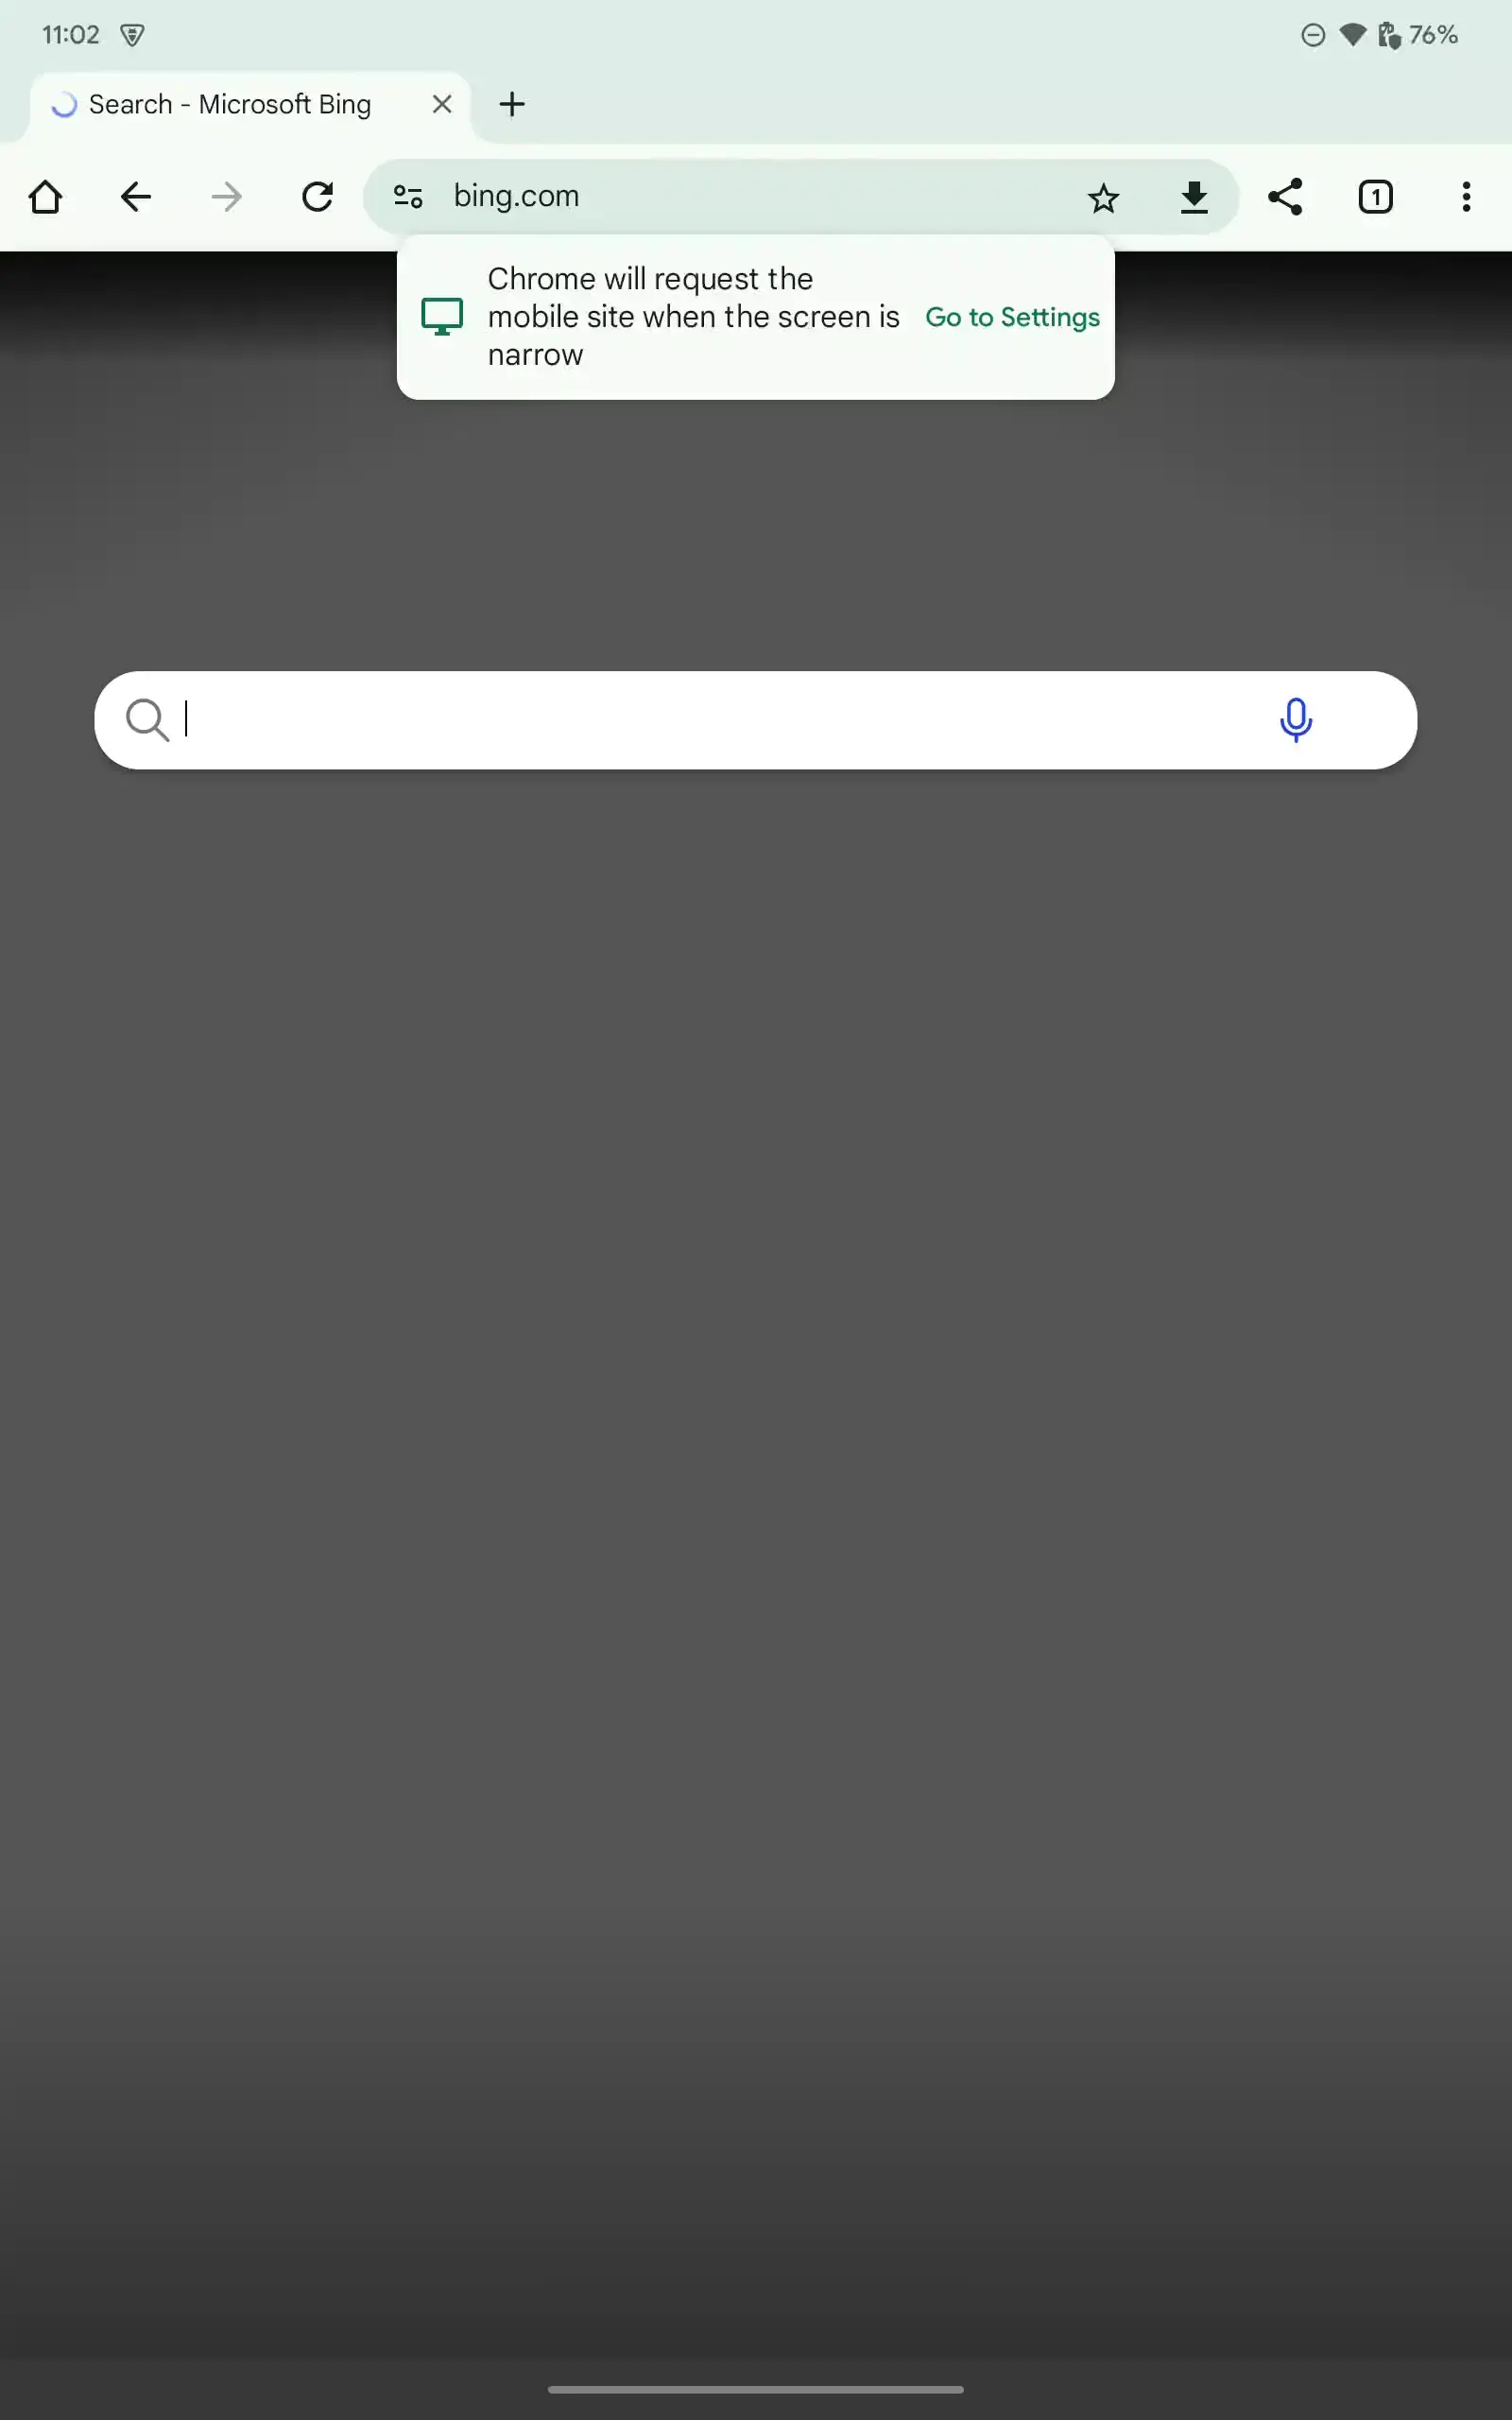 11:02
76%
Search - Microsoft Bing
bing.com
1
Chrome will request the
mobile site when the screen is
narrow
Go to Settings